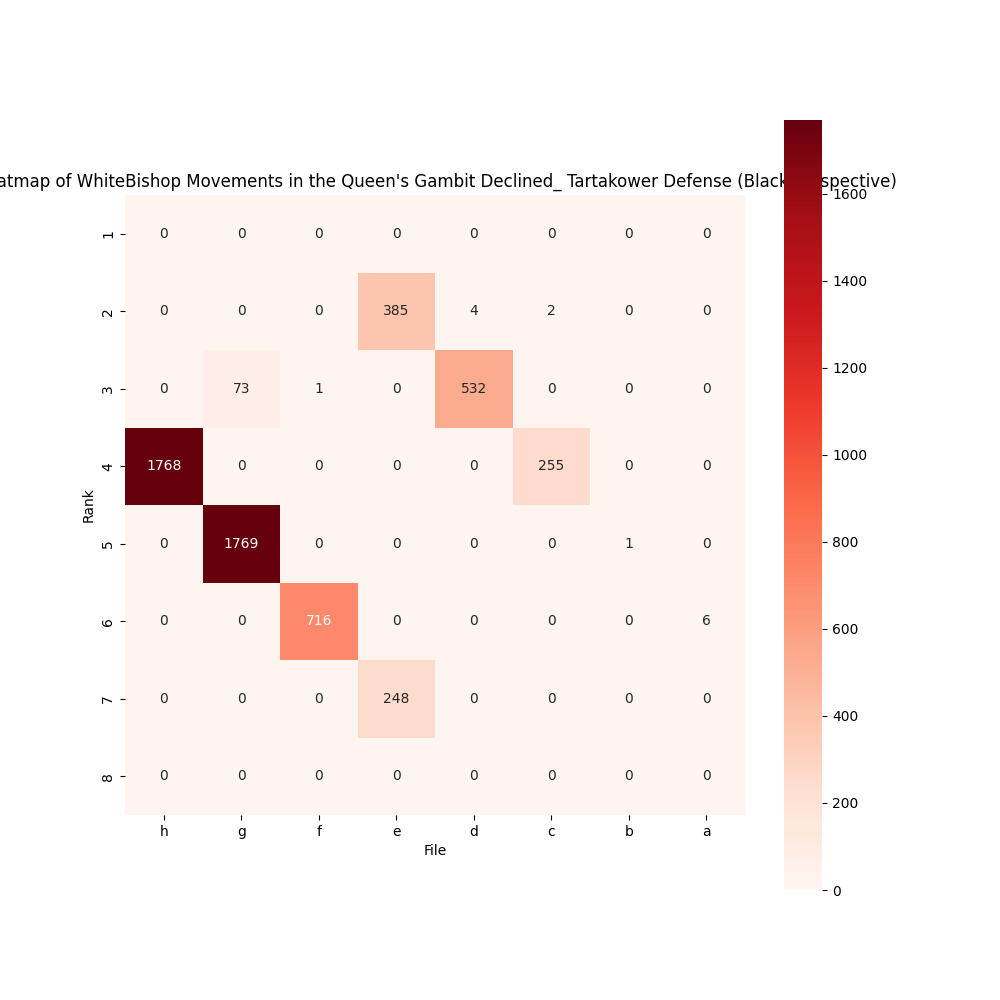 atmap of WhiteBishop Movements in the Queen's Gambit Declined_ Tartakower Defense (Black spective)
1600
1 0 0 0 0 0 0 0 0
1400
2 0 0 0 385 4 2 0 0
1200
3 0 73 1 0 532 0 0 0
1000
4 1768 0 0 0 0 255 0 0
Rank
5 0 1769 0 0 0 0 1 0
800
6 0 0 716 0 0 0 0 6
600
7 0 0 0 248 0 0 0 0
400
8 0 0 0 0 0 0 0 0
200
h g f e d c b a
File
0